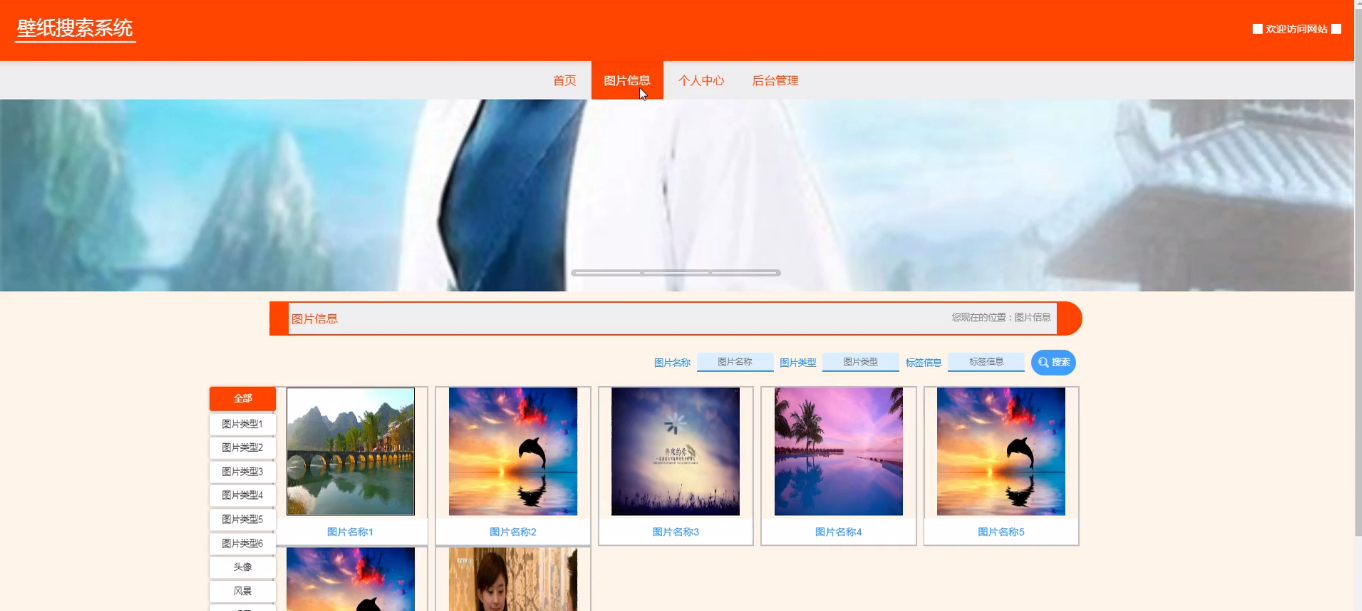 壁纸搜索系统
欢迎访问网站
首页 图片信息 个人中心 后台管理
图片信息 您现在的位置：图片信息
图片名称 图片名称 图片类型 图片类型 标签信息 标签信息 搜索
全部
图片类型1
图片类型2
图片类型3
图片类型4
图片类型5
图片类型6
头像
风景
图片名称1 图片名称2 图片名称3 图片名称4 图片名称5